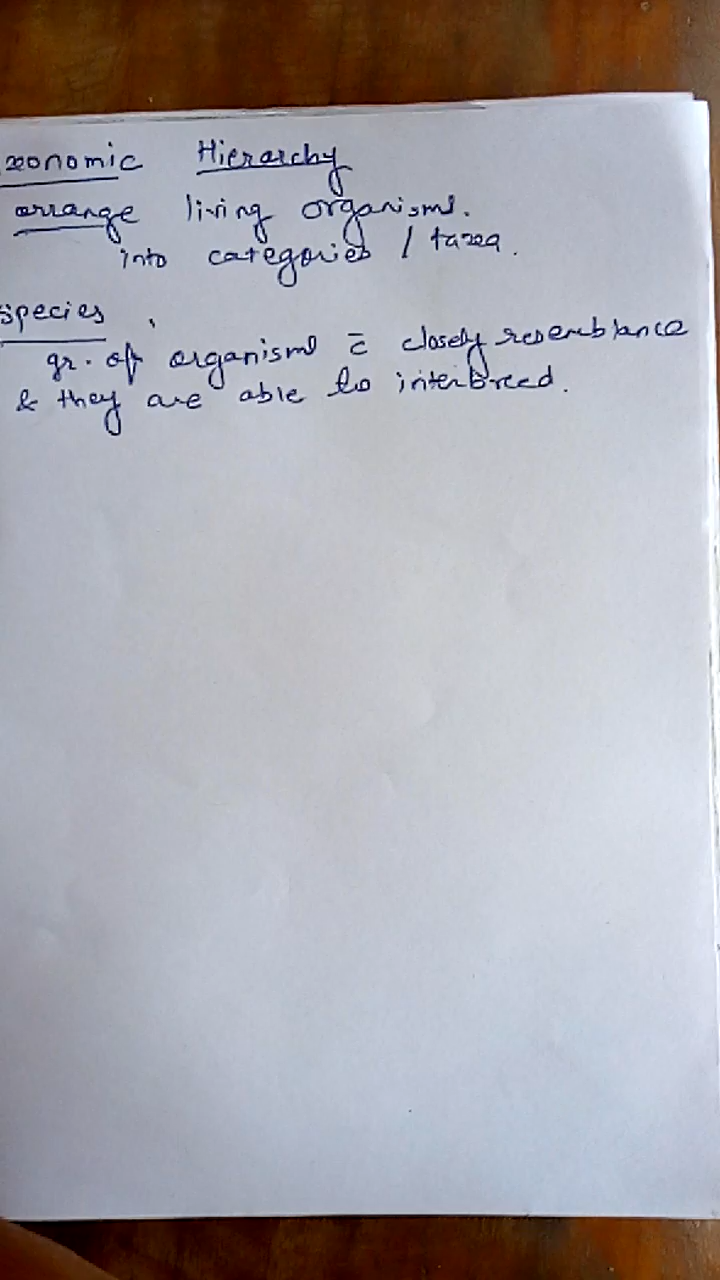 xonomic Hierarchy
arrange living organisms.
into categories / taxa.
species
gr. of organisms c̄ closely resemblance
& they are able to interbreed.